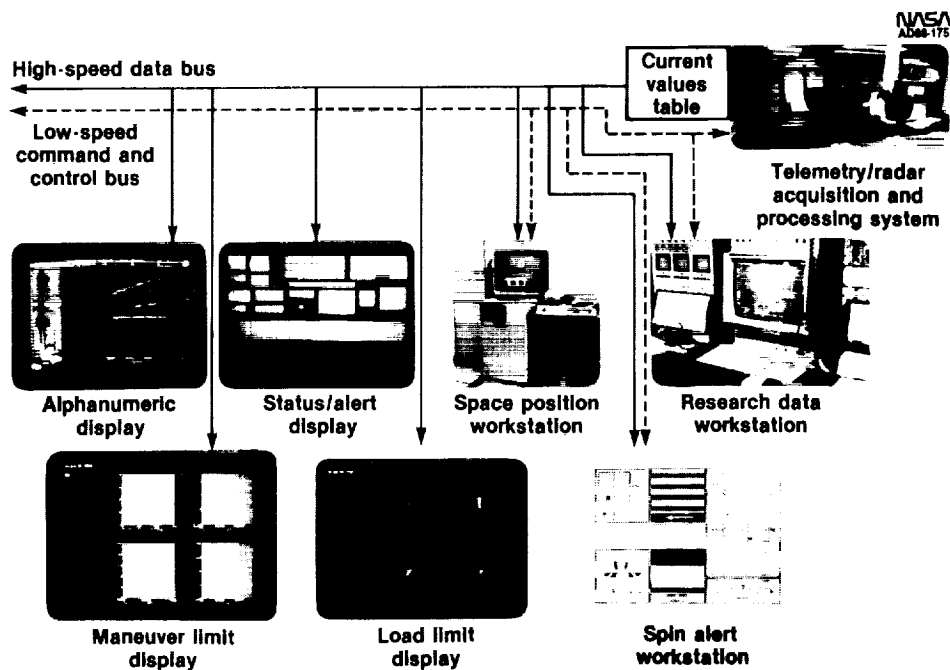 NASA
AD88-175
High-speed data bus
Current
values
table
Low-speed
command and
control bus
Telemetry/radar
acquisition and
processing system
Alphanumeric
display
Status/alert
display
Space position
workstation
Research data
workstation
Maneuver limit
display
Load limit
display
Spin alert
workstation